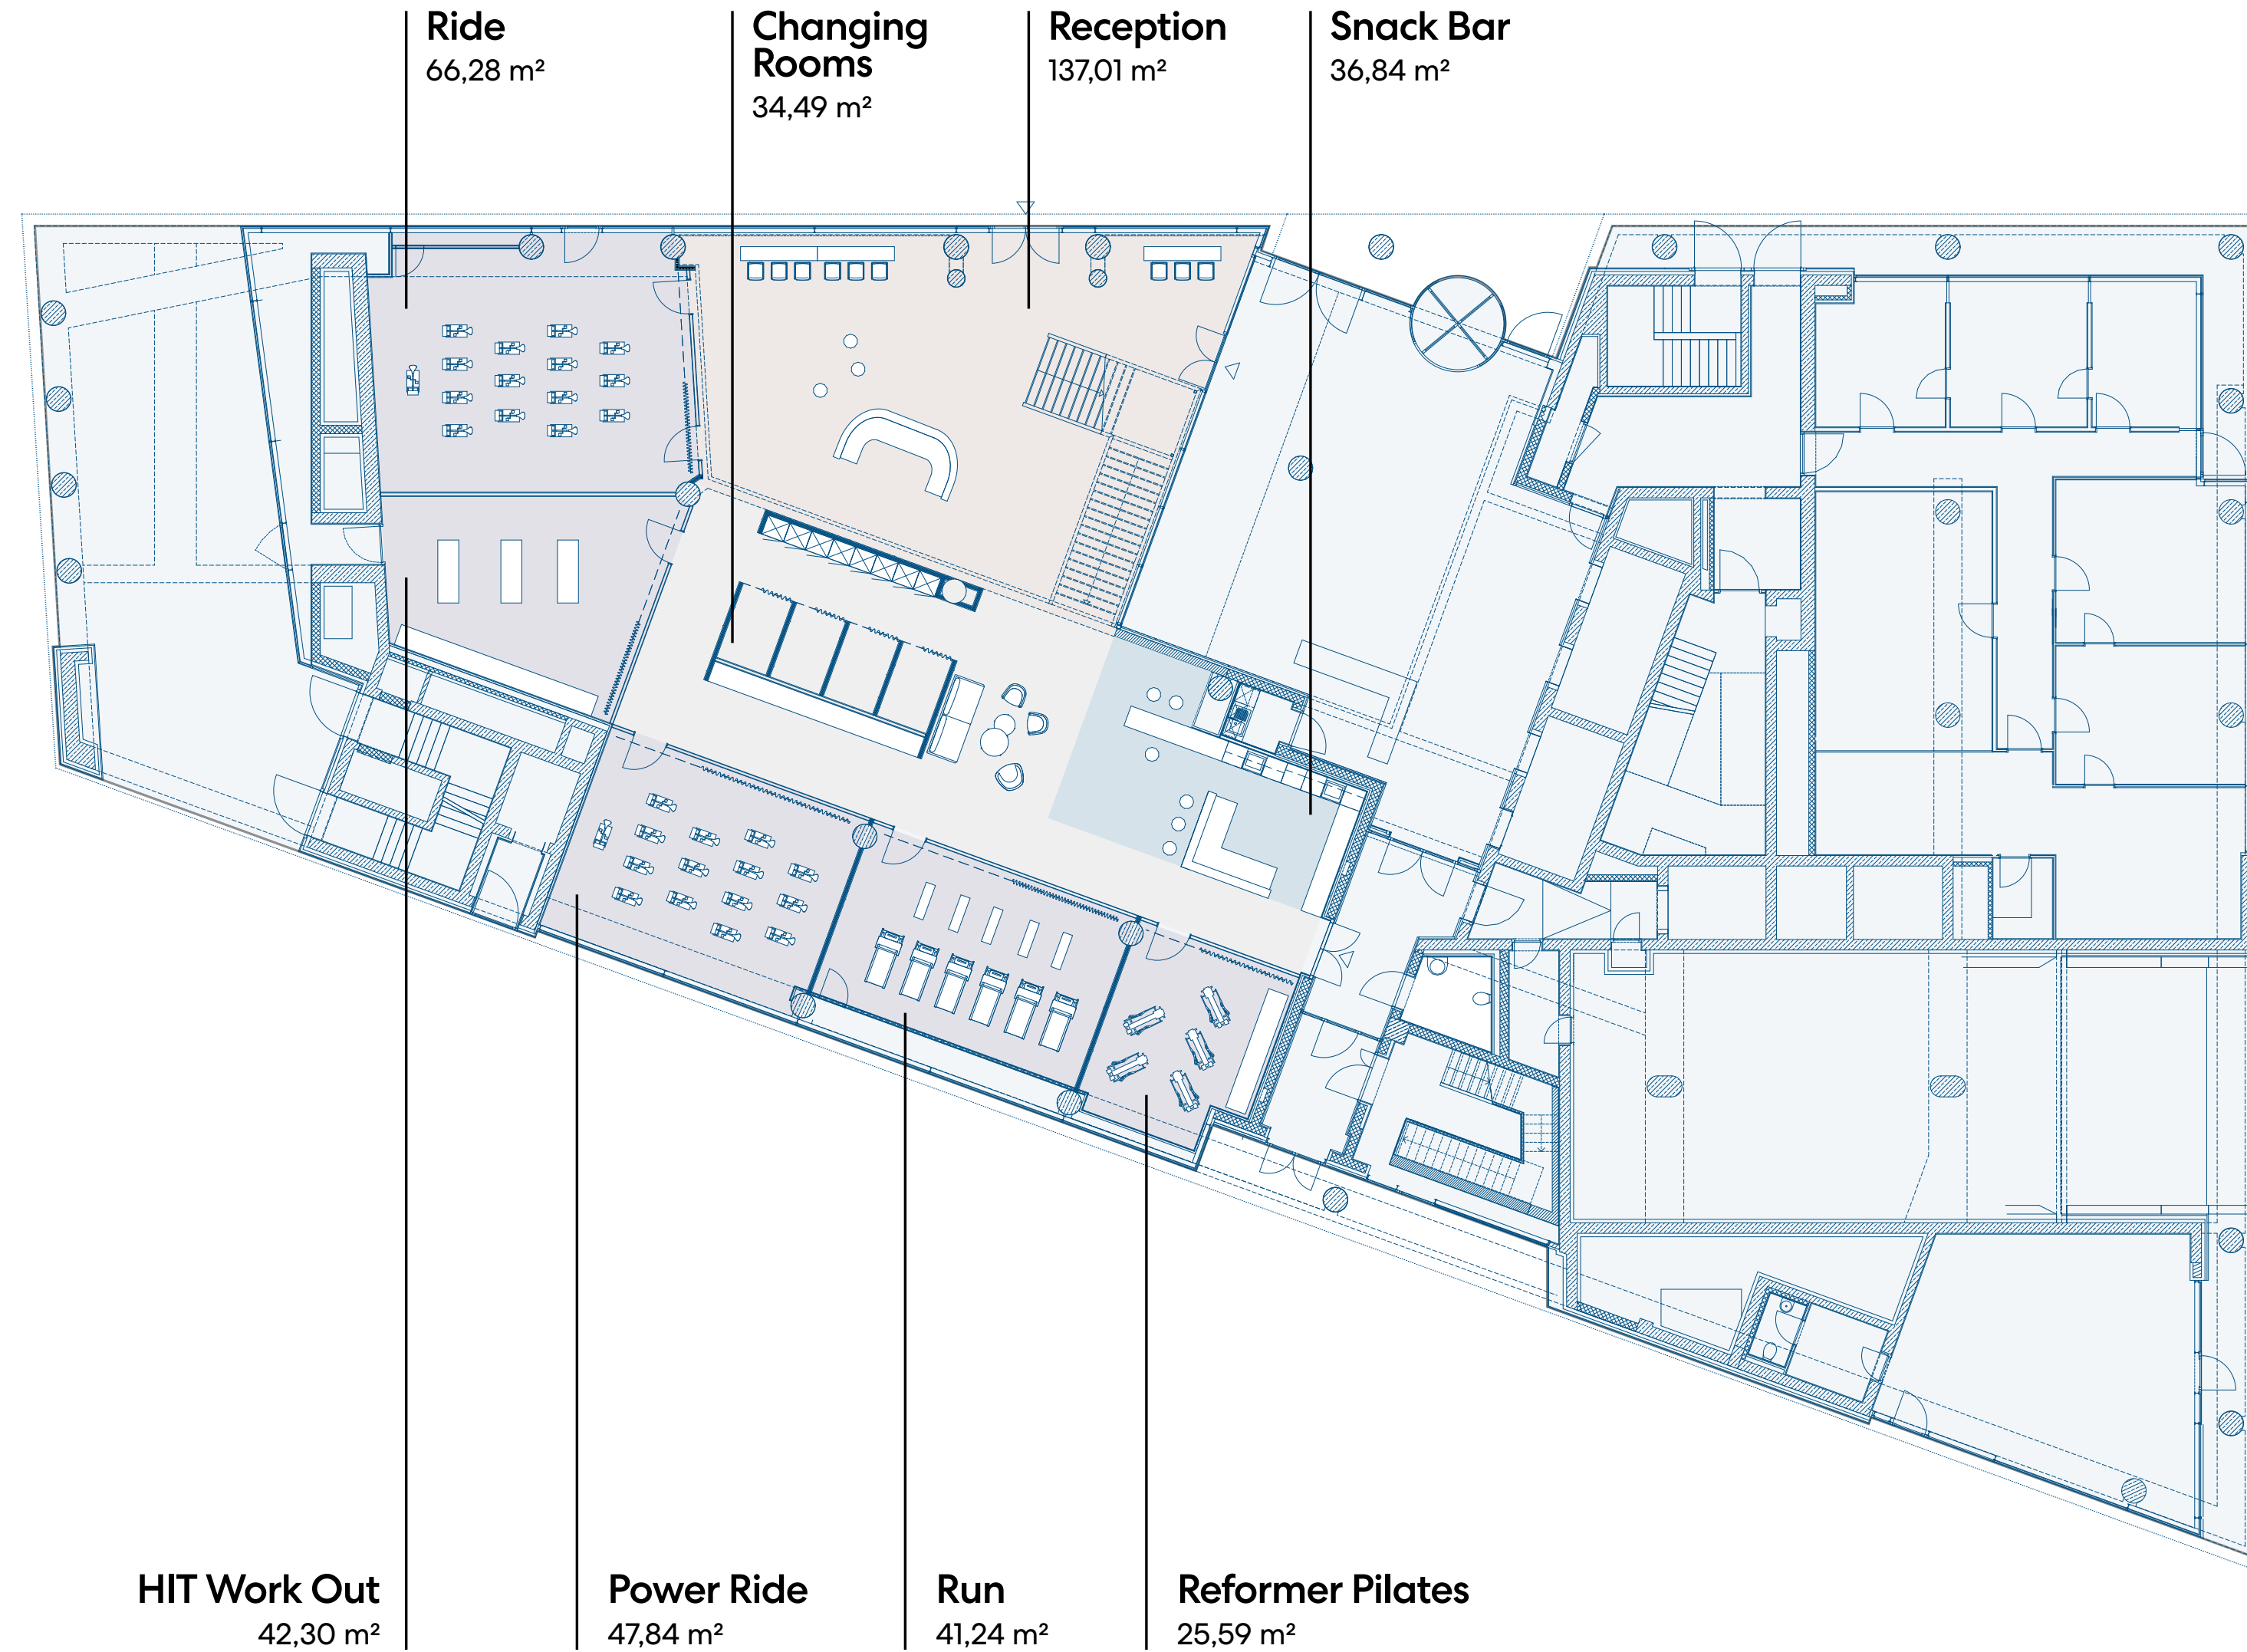 Ride
66,28 m²
Changing
Rooms
34,49 m²
Reception
137,01 m²
Snack Bar
36,84 m²
HIT Work Out
42,30 m²
Power Ride
47,84 m²
Run
41,24 m²
Reformer Pilates
25,59 m²